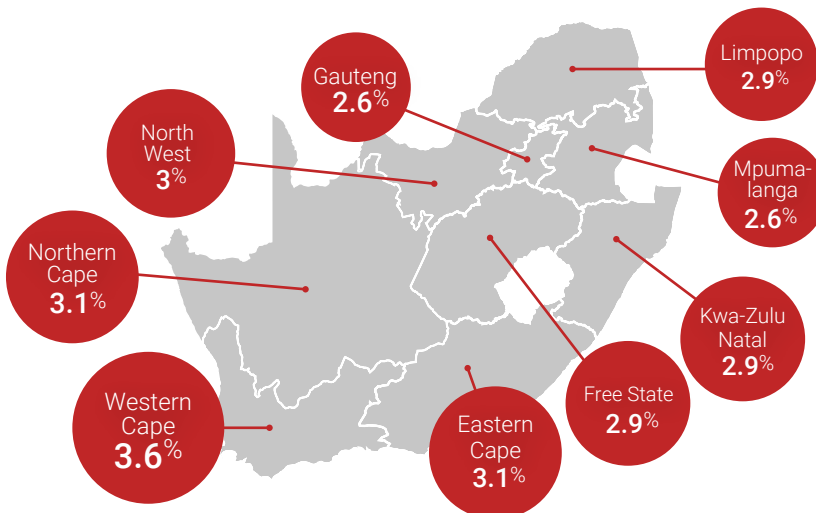 Limpopo
2.9%
Gauteng
2.6%
North
West
3%
Mpuma-
langa
2.6%
Northern
Cape
3.1%
Kwa-Zulu
Natal
2.9%
Free State
2.9%
Western
Cape
3.6%
Eastern
Cape
3.1%